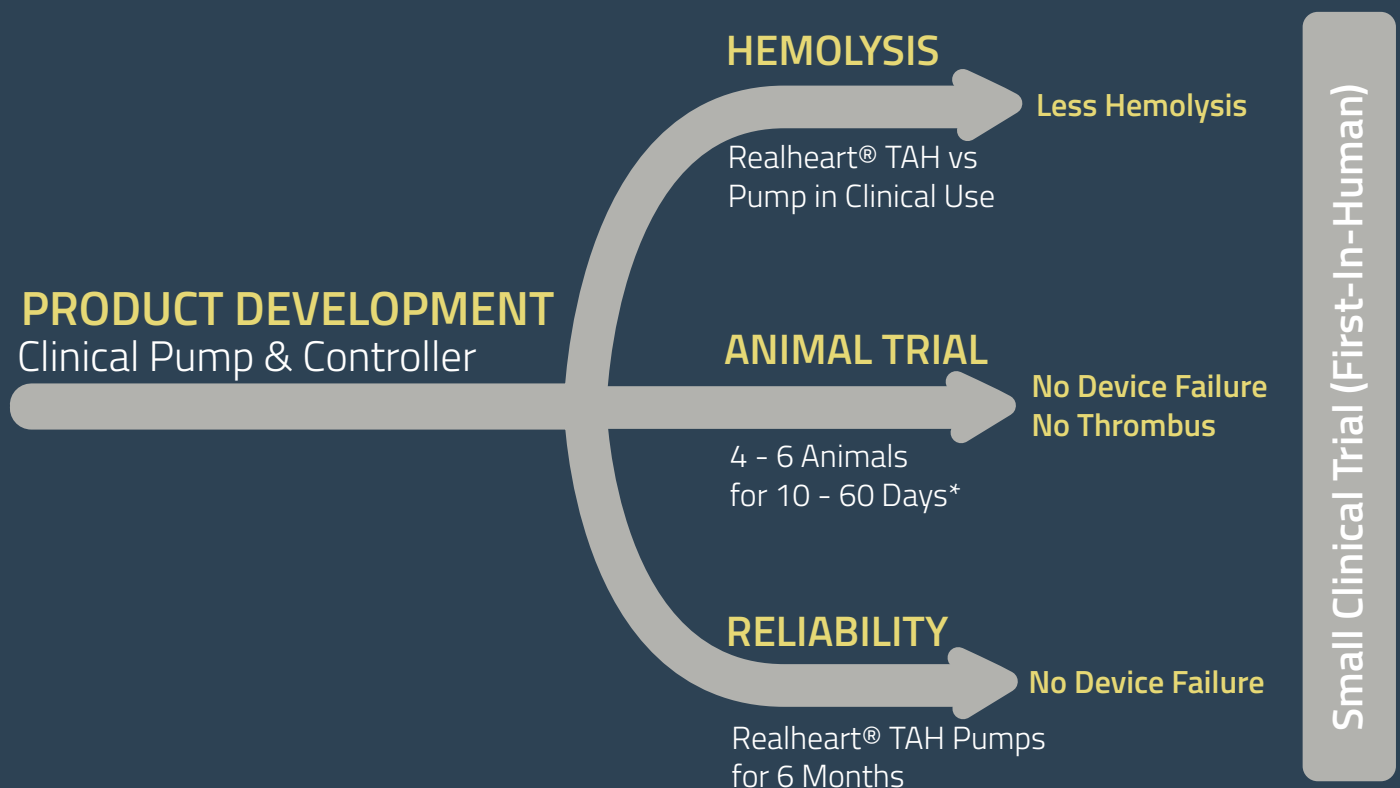 PRODUCT DEVELOPMENT
Clinical Pump & Controller
HEMOLYSIS
Realheart® TAH vs
Pump in Clinical Use
Less Hemolysis
ANIMAL TRIAL
4 - 6 Animals
for 10 - 60 Days*
No Device Failure
No Thrombus
RELIABILITY
Realheart® TAH Pumps
for 6 Months
No Device Failure
Small Clinical Trial (First-In-Human)